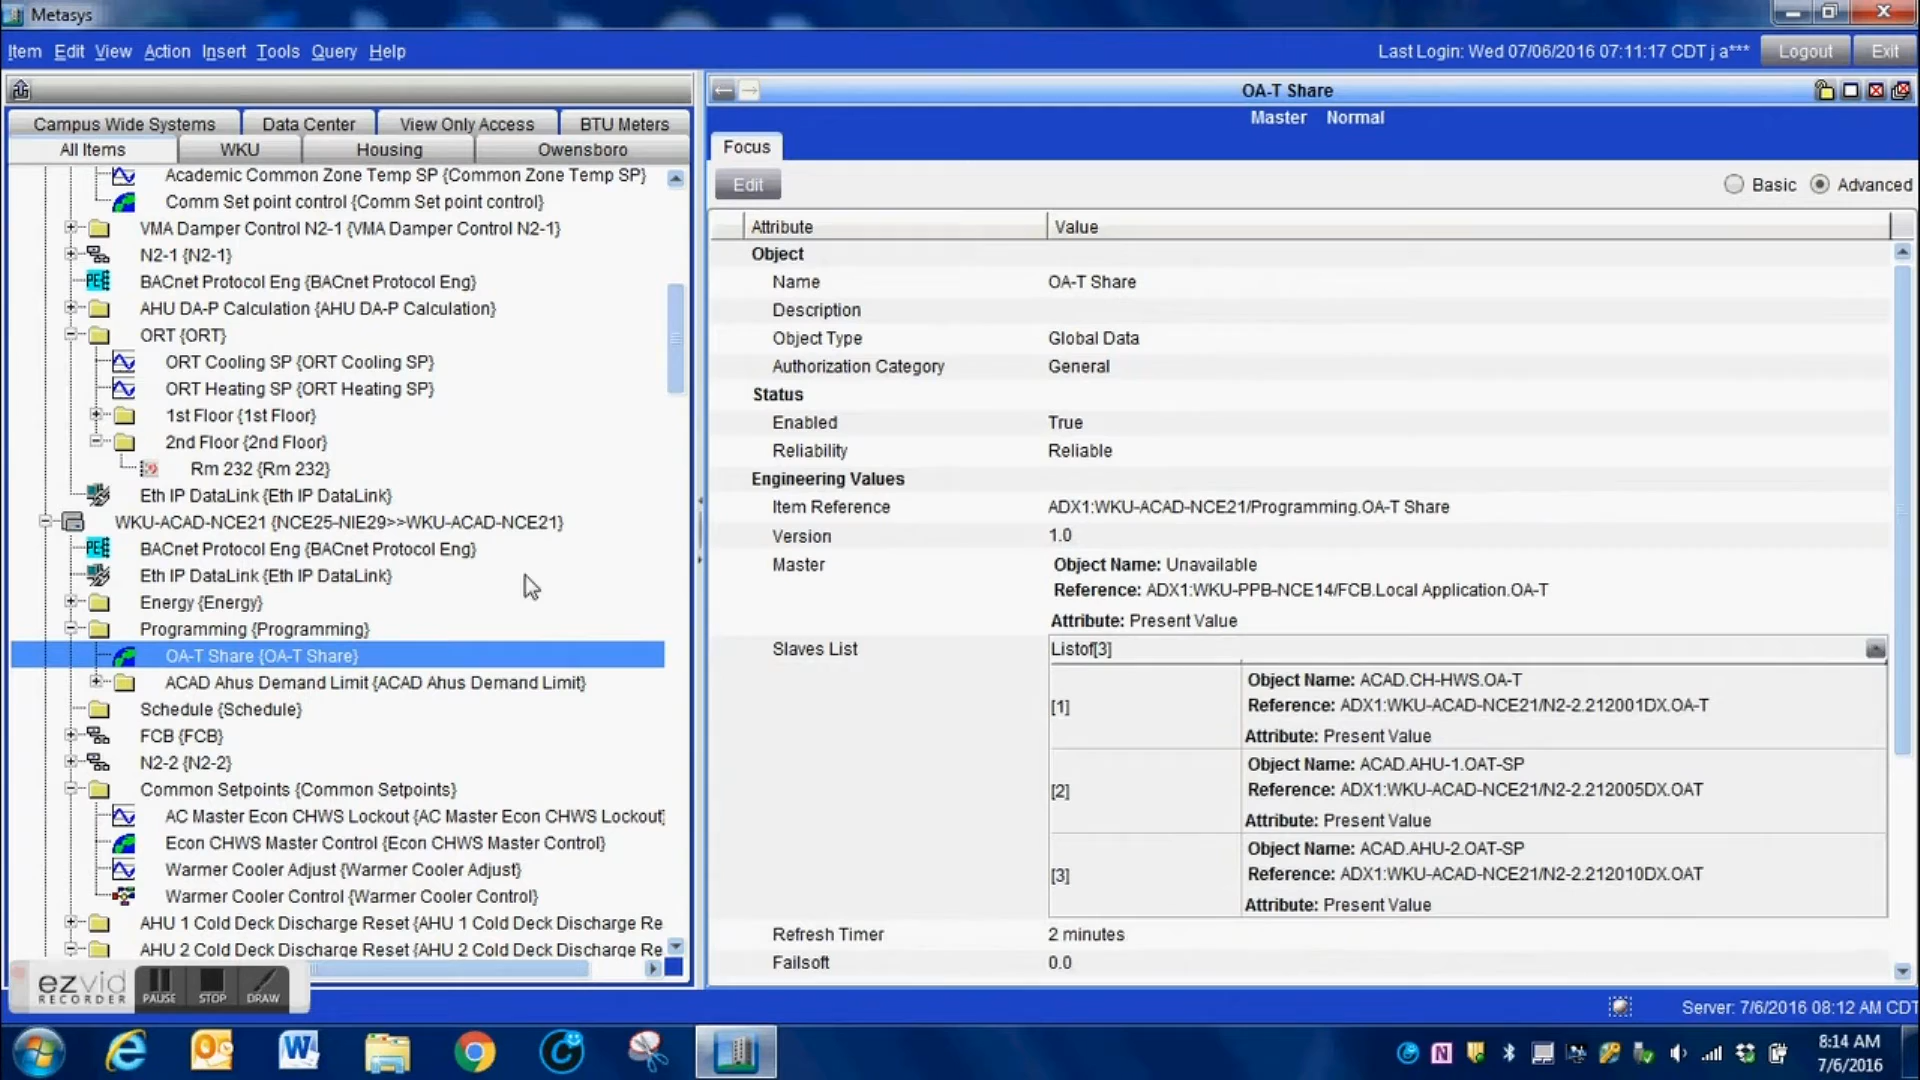 Metasys
Item Edit View Action Insert Tools Query Help
Last Login: Wed 07/06/2016 07:11:17 CDT j a*** Logout Exit
Campus Wide Systems Data Center View Only Access BTU Meters
All Items WKU Housing Owensboro
Academic Common Zone Temp SP {Common Zone Temp SP}
Comm Set point control {Comm Set point control}
VMA Damper Control N2-1 {VMA Damper Control N2-1}
N2-1 {N2-1}
BACnet Protocol Eng {BACnet Protocol Eng}
AHU DA-P Calculation {AHU DA-P Calculation}
ORT {ORT}
ORT Cooling SP {ORT Cooling SP}
ORT Heating SP {ORT Heating SP}
1st Floor {1st Floor}
2nd Floor {2nd Floor}
Rm 232 {Rm 232}
Eth IP DataLink {Eth IP DataLink}
WKU-ACAD-NCE21 {NCE25-NIE29>>WKU-ACAD-NCE21}
BACnet Protocol Eng {BACnet Protocol Eng}
Eth IP DataLink {Eth IP DataLink}
Energy {Energy}
Programming {Programming}
OA-T Share {OA-T Share}
ACAD Ahus Demand Limit {ACAD Ahus Demand Limit}
Schedule {Schedule}
FCB {FCB}
N2-2 {N2-2}
Common Setpoints {Common Setpoints}
AC Master Econ CHWS Lockout {AC Master Econ CHWS Lockout}
Econ CHWS Master Control {Econ CHWS Master Control}
Warmer Cooler Adjust {Warmer Cooler Adjust}
Warmer Cooler Control {Warmer Cooler Control}
AHU 1 Cold Deck Discharge Reset {AHU 1 Cold Deck Discharge Re
AHU 2 Cold Deck Discharge Reset {AHU 2 Cold Deck Discharge Re
ezvid
RECORDER
PAUSE STOP DRAW
OA-T Share
Master Normal
Focus
Edit
Basic Advanced
Attribute Value
Object
Name OA-T Share
Description
Object Type Global Data
Authorization Category General
Status
Enabled True
Reliability Reliable
Engineering Values
Item Reference ADX1:WKU-ACAD-NCE21/Programming.OA-T Share
Version 1.0
Master Object Name: Unavailable
Reference: ADX1:WKU-PPB-NCE14/FCB.Local Application.OA-T
Attribute: Present Value
Slaves List Listof[3]
[1] Object Name: ACAD.CH-HWS.OA-T
Reference: ADX1:WKU-ACAD-NCE21/N2-2.212001DX.OA-T
Attribute: Present Value
[2] Object Name: ACAD.AHU-1.OAT-SP
Reference: ADX1:WKU-ACAD-NCE21/N2-2.212005DX.OAT
Attribute: Present Value
[3] Object Name: ACAD.AHU-2.OAT-SP
Reference: ADX1:WKU-ACAD-NCE21/N2-2.212010DX.OAT
Attribute: Present Value
Refresh Timer 2 minutes
Failsoft 0.0
Server: 7/6/2016 08:12 AM CDT
8:14 AM
7/6/2016